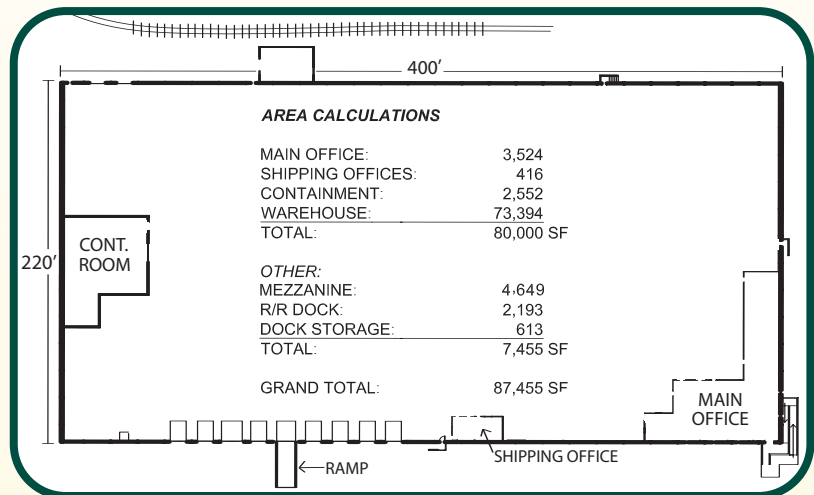 400'
AREA CALCULATIONS
MAIN OFFICE: 3,524
SHIPPING OFFICES: 416
CONTAINMENT: 2,552
WAREHOUSE: 73,394
TOTAL: 80,000 SF
CONT.
ROOM
220'
OTHER:
MEZZANINE: 4,649
R/R DOCK: 2,193
DOCK STORAGE: 613
TOTAL: 7,455 SF
GRAND TOTAL: 87,455 SF
MAIN
OFFICE
SHIPPING OFFICE
RAMP